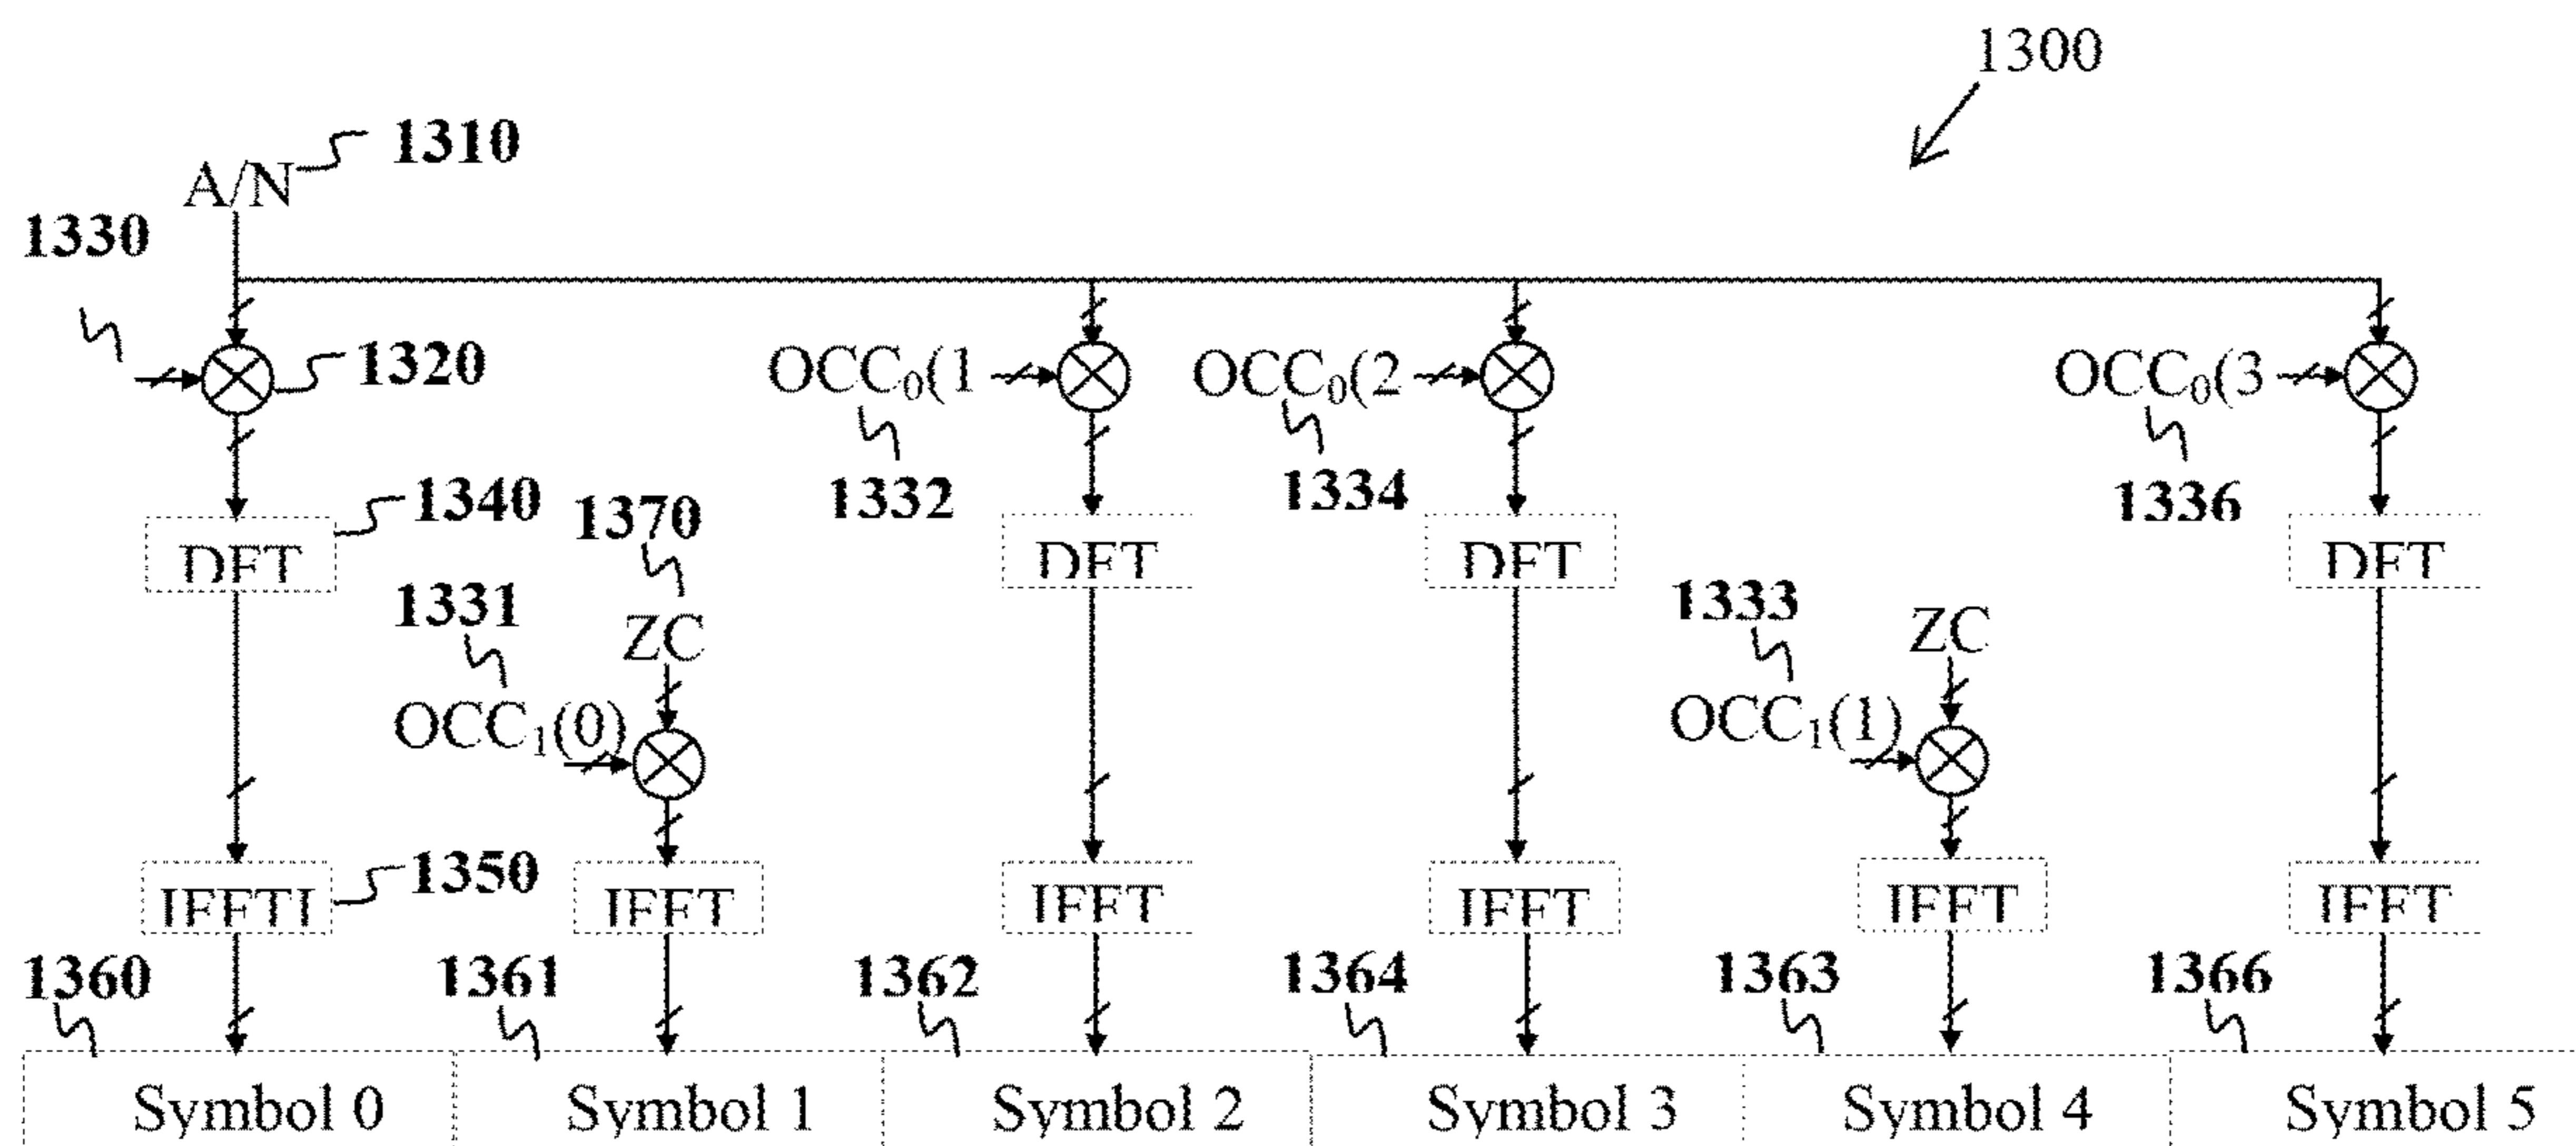 1300
A/N 1310
1330
1320
OCC0(1
OCC0(2
OCC0(3
1332
1334
1336
1340
1370
DFT
DFT
DFT
DFT
1331
ZC
1333
ZC
OCC1(0)
OCC1(1)
1350
IFFTI
IFFT
IFFT
IFFT
IFFT
IFFT
1360
1361
1362
1364
1363
1366
Symbol 0
Symbol 1
Symbol 2
Symbol 3
Symbol 4
Symbol 5